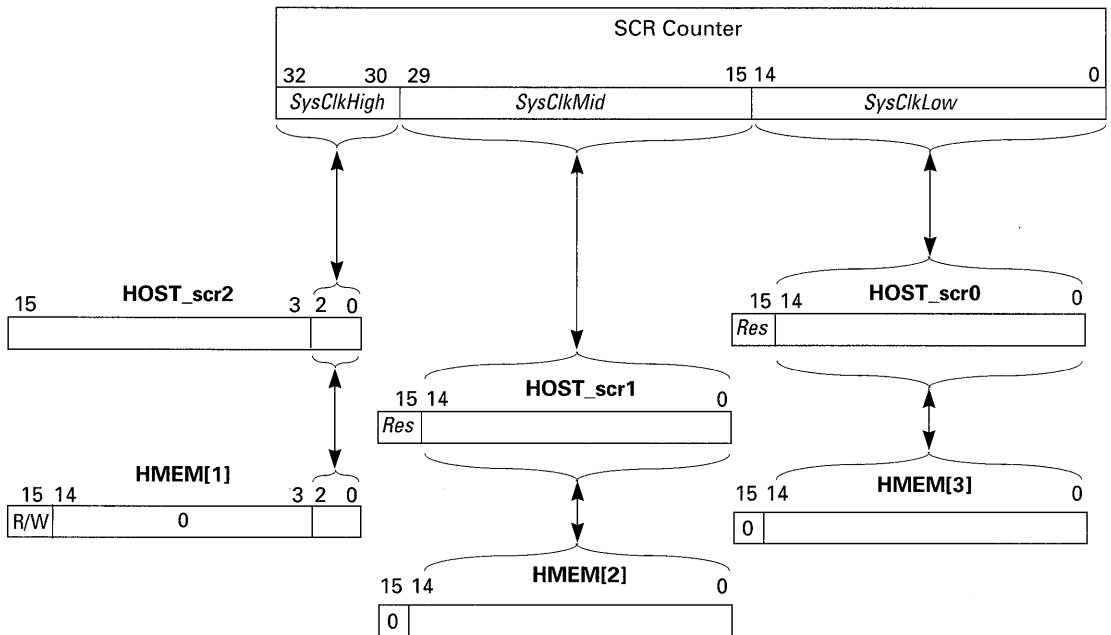 SCR Counter
32 30 29 15 14 0
SysClkHigh SysClkMid SysClkLow
HOST_scr2
15 3 2 0
HOST_scr0
15 14 0
Res
HOST_scr1
15 14 0
Res
HMEM[1]
15 14 3 2 0
R/W 0
HMEM[3]
15 14 0
0
HMEM[2]
15 14 0
0